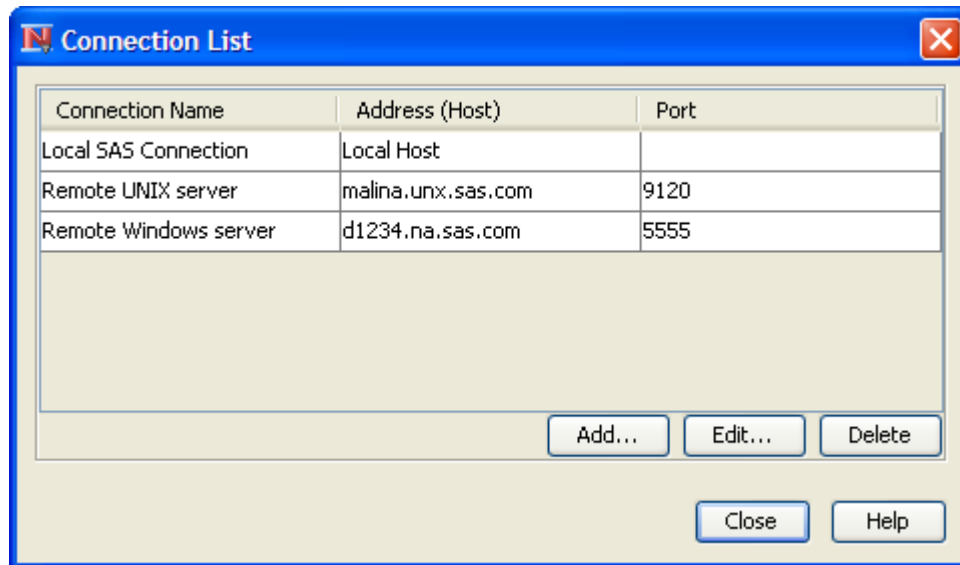 Connection List
Connection Name Address (Host) Port
Local SAS Connection Local Host
Remote UNIX server malina.unx.sas.com 9120
Remote Windows server d1234.na.sas.com 5555
Add... Edit... Delete
Close Help